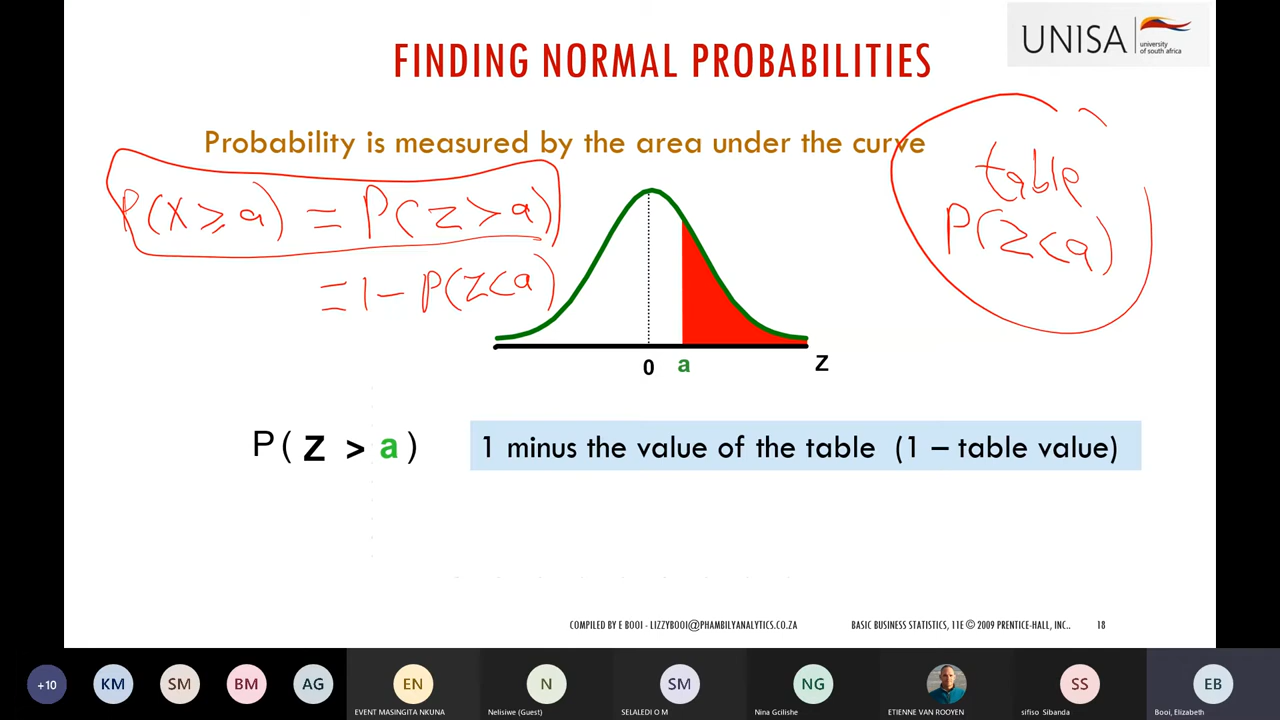 FINDING NORMAL PROBABILITIES
UNISA
university
of south africa
Probability is measured by the area under the curve
table
P(Z<a)
P(X≥a) = P(Z>a)
=1-P(Z<a)
0
a
Z
P( Z > a )
1 minus the value of the table (1 – table value)
COMPILED BY E BOOI - LIZZYBOOI@PHAMBILYANALYTICS.CO.ZA
BASIC BUSINESS STATISTICS, 11E © 2009 PRENTICE-HALL, INC..
18
+10
KM
SM
BM
AG
EN
N
SM
NG
SS
EB
EVENT MASINGITA NKUNA
Nelisiwe (Guest)
SELALEDI O M
Nina Gcilishe
ETIENNE VAN ROOYEN
sifiso Sibanda
Booi, Elizabeth